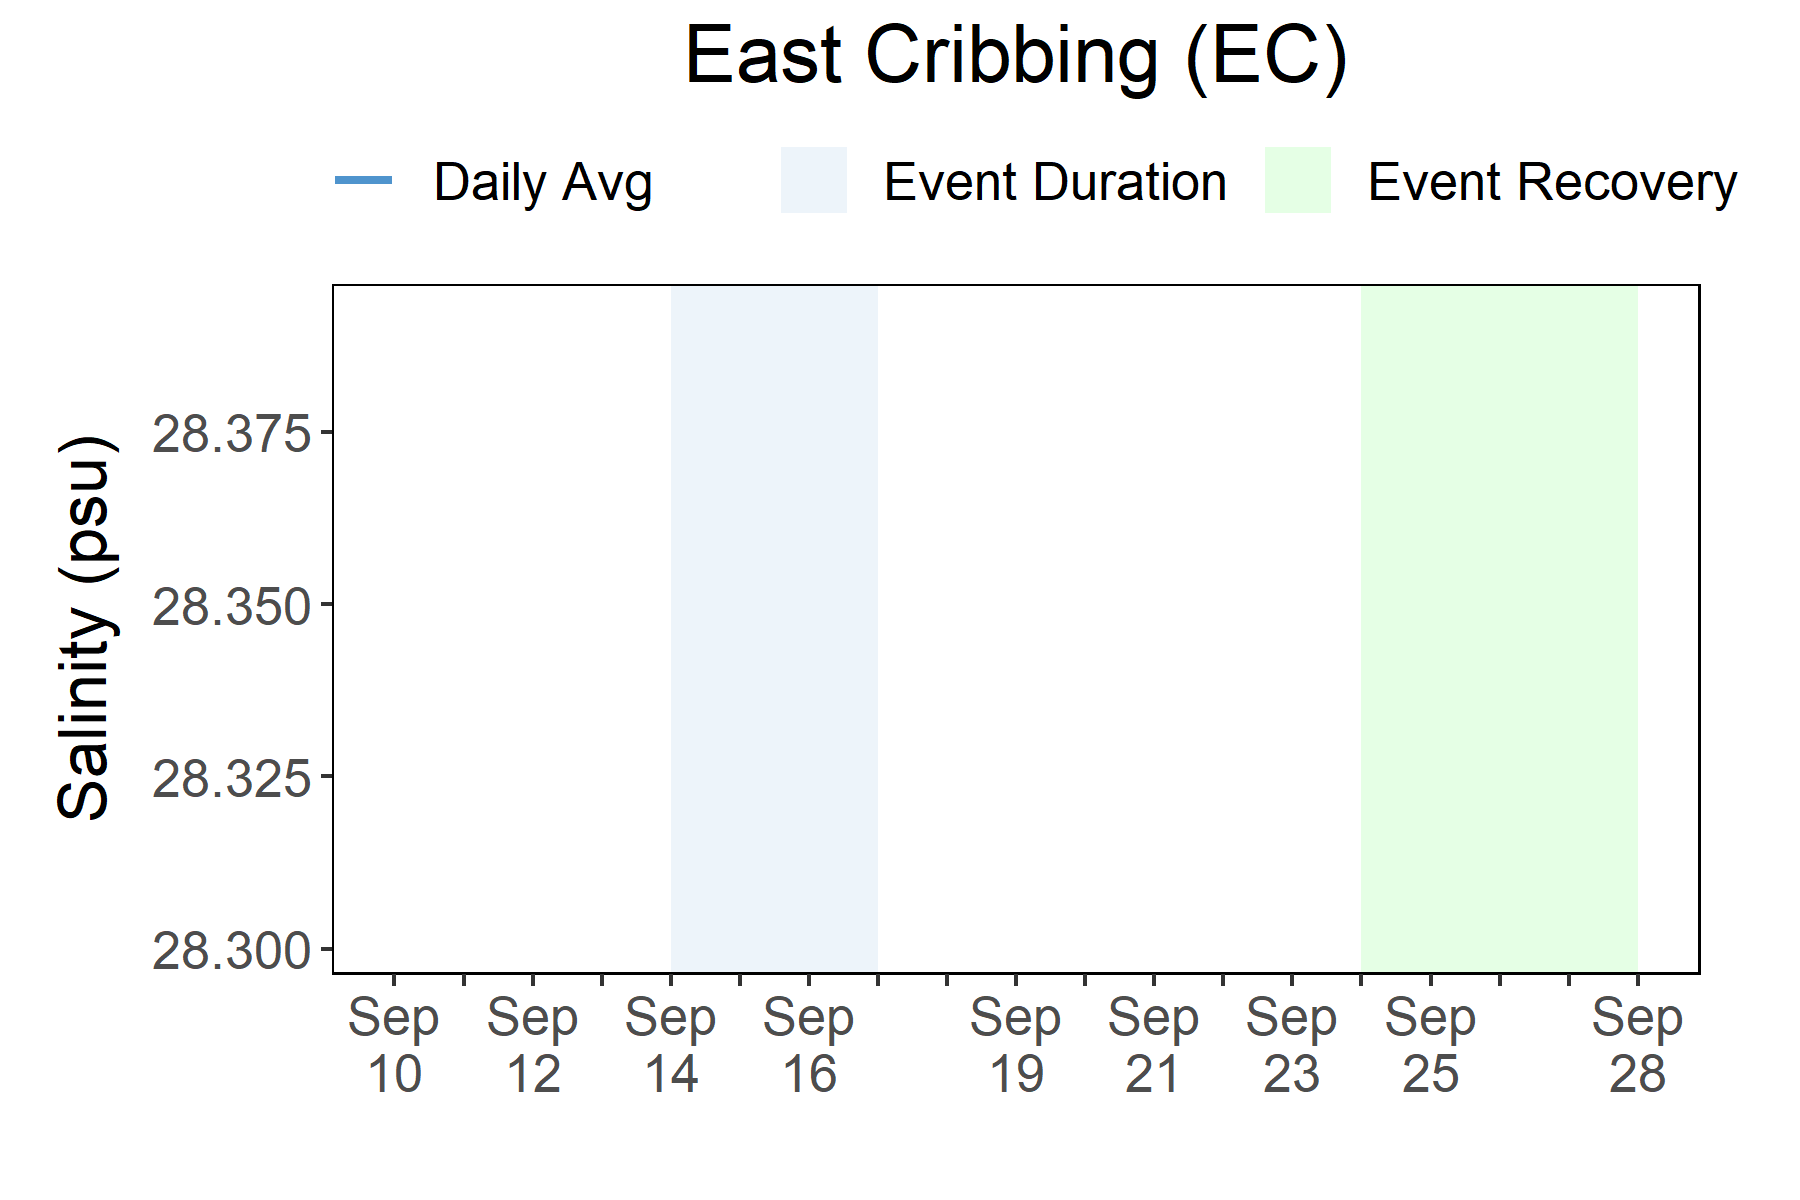 East Cribbing (EC)
Daily Avg Event Duration Event Recovery
Salinity (psu)
28.375
28.350
28.325
28.300
Sep Sep Sep Sep Sep Sep Sep Sep Sep
10 12 14 16 19 21 23 25 28